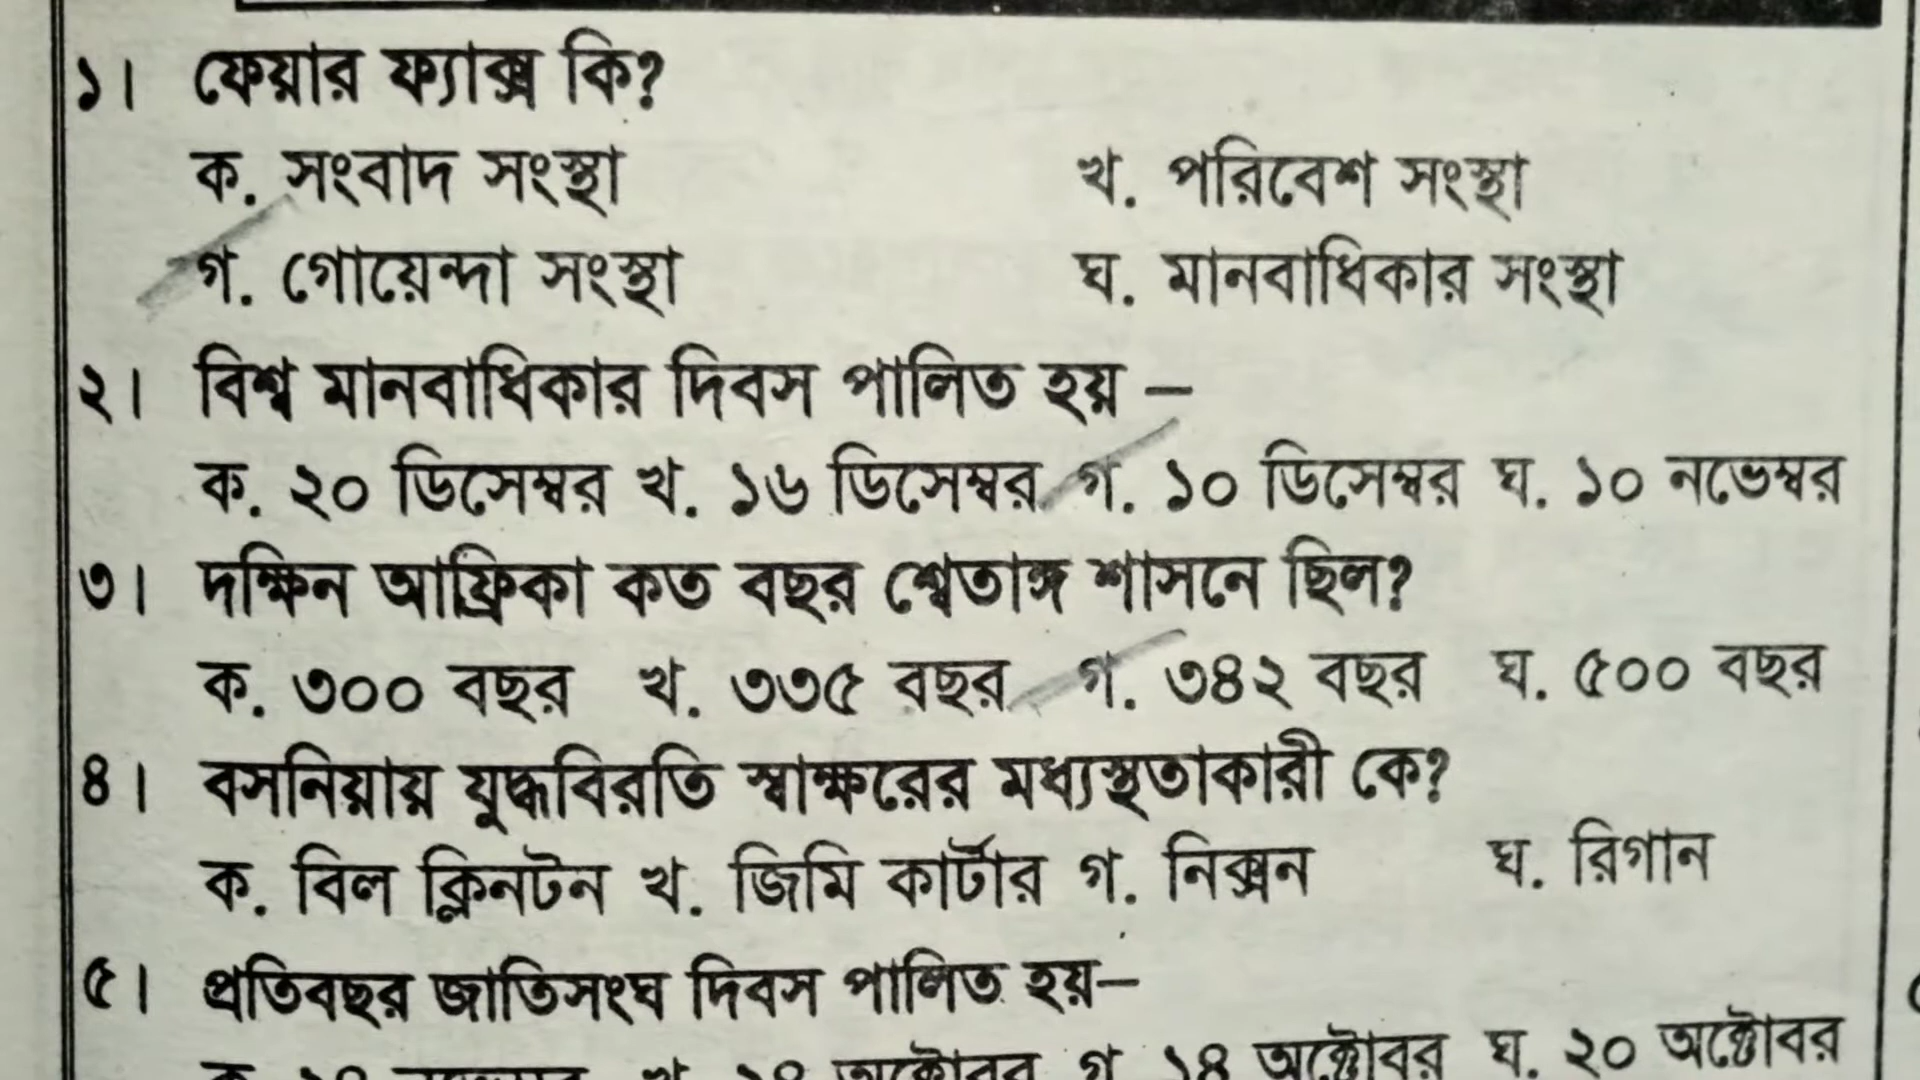 ১। ফেয়ার ফ্যাক্স কি?
ক. সংবাদ সংস্থা খ. পরিবেশ সংস্থা
গ. গোয়েন্দা সংস্থা ঘ. মানবাধিকার সংস্থা
২। বিশ্ব মানবাধিকার দিবস পালিত হয় –
ক. ২০ ডিসেম্বর খ. ১৬ ডিসেম্বর গ. ১০ ডিসেম্বর ঘ. ১০ নভেম্বর
৩। দক্ষিন আফ্রিকা কত বছর শ্বেতাঙ্গ শাসনে ছিল?
ক. ৩০০ বছর খ. ৩৩৫ বছর গ. ৩৪২ বছর ঘ. ৫০০ বছর
৪। বসনিয়ায় যুদ্ধবিরতি স্বাক্ষরের মধ্যস্থতাকারী কে?
ক. বিল ক্লিনটন খ. জিমি কার্টার গ. নিক্সন ঘ. রিগান
৫। প্রতিবছর জাতিসংঘ দিবস পালিত হয়–
অক্টোবর গ ১৪ অক্টোবর ঘ. ২০ অক্টোবর